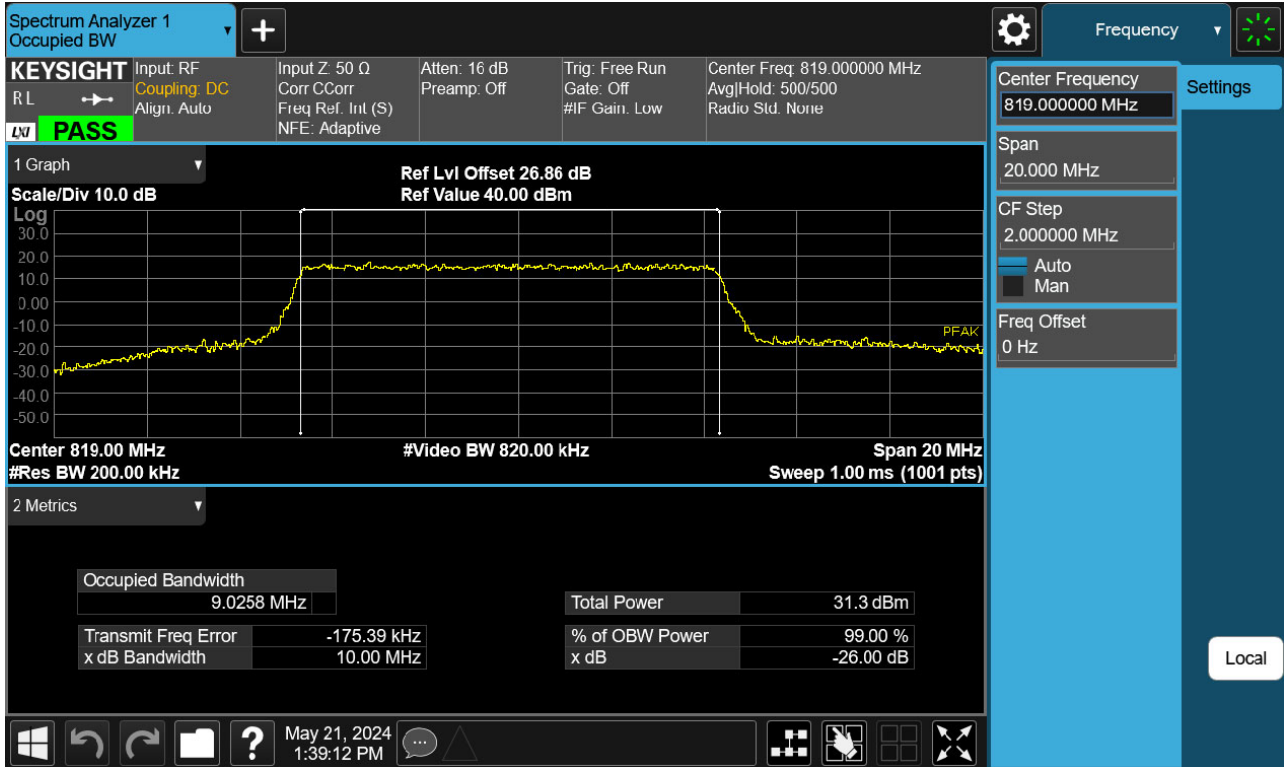 Spectrum Analyzer 1
Occupied BW
+
Frequency
KEYSIGHT
R L
LXI
PASS
Input: RF
Coupling: DC
Align: Auto
Input Z: 50 Ω
Corr CCorr
Freq Ref: Int (S)
NFE: Adaptive
Atten: 16 dB
Preamp: Off
Trig: Free Run
Gate: Off
#IF Gain: Low
Center Freq: 819.000000 MHz
Avg|Hold: 500/500
Radio Std: None
1 Graph
Scale/Div 10.0 dB
Ref Lvl Offset 26.86 dB
Ref Value 40.00 dBm
Log
30.0
20.0
10.0
0.00
-10.0
-20.0
-30.0
-40.0
-50.0
PEAK
Center 819.00 MHz
#Video BW 820.00 kHz
Span 20 MHz
#Res BW 200.00 kHz
Sweep 1.00 ms (1001 pts)
2 Metrics
Occupied Bandwidth
9.0258 MHz
Total Power 31.3 dBm
Transmit Freq Error -175.39 kHz
% of OBW Power 99.00 %
x dB Bandwidth 10.00 MHz
x dB -26.00 dB
Center Frequency
819.000000 MHz
Settings
Span
20.000 MHz
CF Step
2.000000 MHz
Auto
Man
Freq Offset
0 Hz
Local
?
May 21, 2024
1:39:12 PM